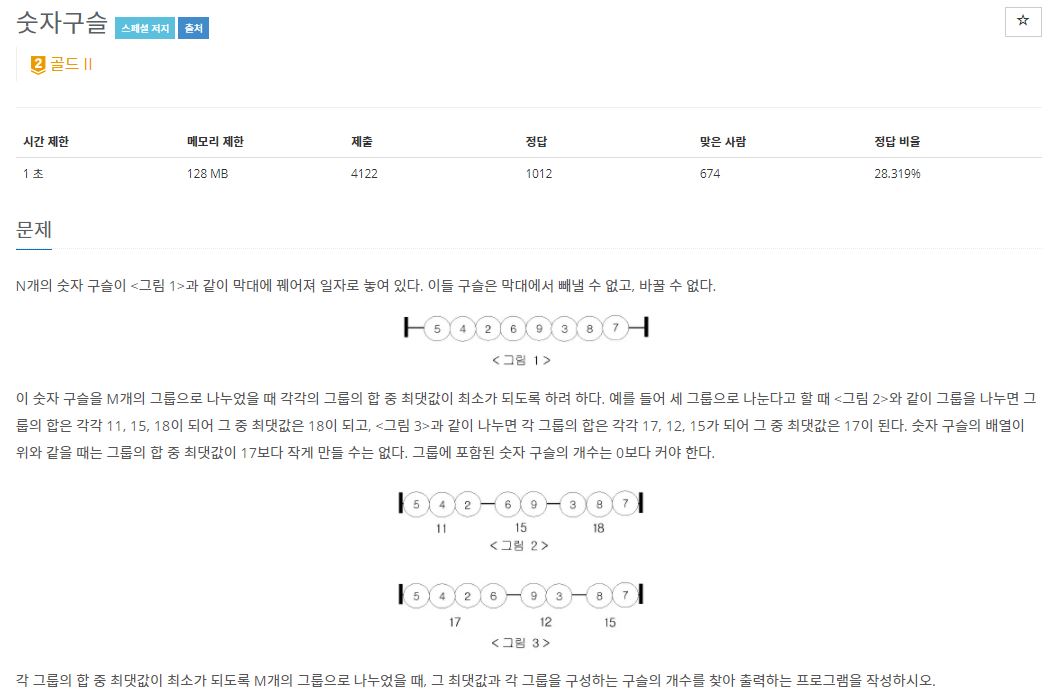 숫자구슬 스페셜 저지 출처
☆
2 골드 II
시간 제한 메모리 제한 제출 정답 맞은 사람 정답 비율
1 초 128 MB 4122 1012 674 28.319%
문제
N개의 숫자 구슬이 <그림 1>과 같이 막대에 꿰어져 일자로 놓여 있다. 이들 구슬은 막대에서 빼낼 수 없고, 바꿀 수 없다.
5 4 2 6 9 3 8 7
< 그림 1 >
이 숫자 구슬을 M개의 그룹으로 나누었을 때 각각의 그룹의 합 중 최댓값이 최소가 되도록 하려 하다. 예를 들어 세 그룹으로 나눈다고 할 때 <그림 2>와 같이 그룹을 나누면 그
룹의 합은 각각 11, 15, 18이 되어 그 중 최댓값은 18이 되고, <그림 3>과 같이 나누면 각 그룹의 합은 각각 17, 12, 15가 되어 그 중 최댓값은 17이 된다. 숫자 구슬의 배열이
위와 같을 때는 그룹의 합 중 최댓값이 17보다 작게 만들 수는 없다. 그룹에 포함된 숫자 구슬의 개수는 0보다 커야 한다.
5 4 2 6 9 3 8 7
11 15 18
< 그림 2 >
5 4 2 6 9 3 8 7
17 12 15
< 그림 3 >
각 그룹의 합 중 최댓값이 최소가 되도록 M개의 그룹으로 나누었을 때, 그 최댓값과 각 그룹을 구성하는 구슬의 개수를 찾아 출력하는 프로그램을 작성하시오.